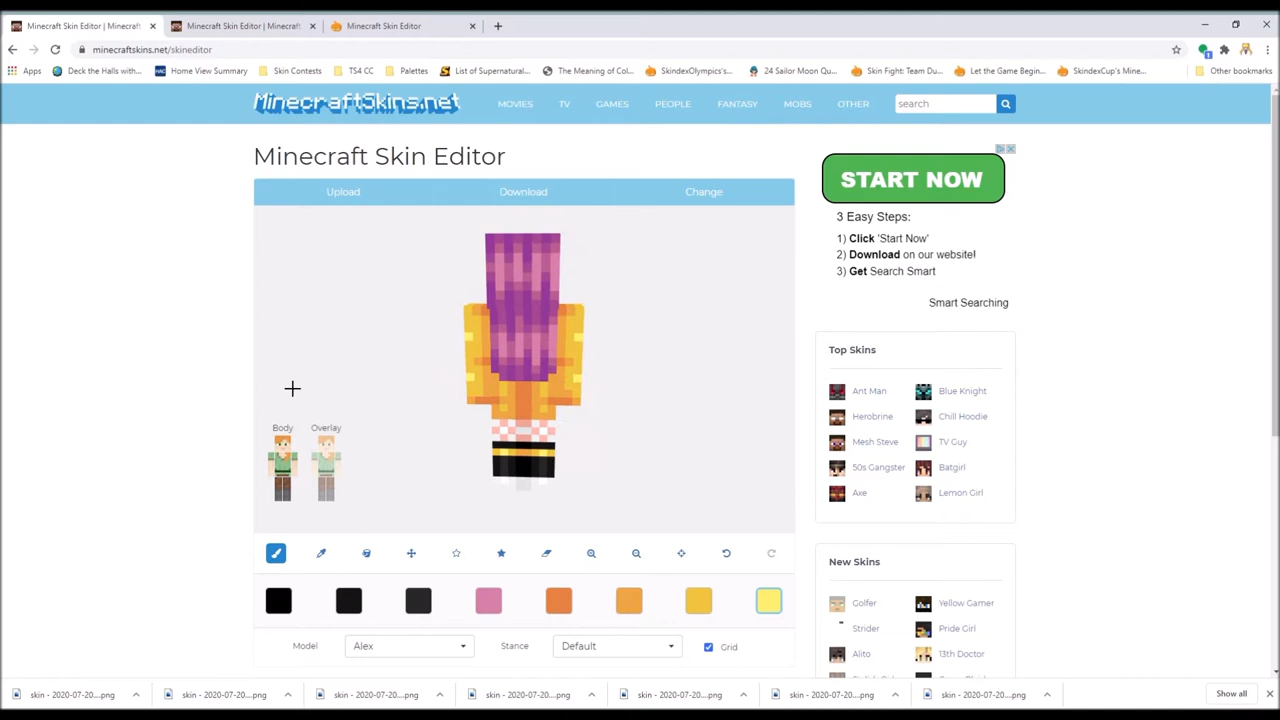 Minecraft Skin Editor | Minecraft
Minecraft Skin Editor | Minecraft
Minecraft Skin Editor
minecraftskins.net/skineditor
Apps
Deck the Halls with...
Home View Summary
Skin Contests
TS4 CC
Palettes
List of Supernatural...
The Meaning of Col...
SkindexOlympics's...
24 Sailor Moon Qu...
Skin Fight: Team Du...
Let the Game Begin...
SkindexCup's Mine...
Other bookmarks
MinecraftSkins.net
MOVIES
TV
GAMES
PEOPLE
FANTASY
MOBS
OTHER
search
Minecraft Skin Editor
Upload
Download
Change
START NOW
3 Easy Steps:
1) Click 'Start Now'
2) Download on our website!
3) Get Search Smart
Smart Searching
Body
Overlay
Top Skins
Ant Man
Blue Knight
Herobrine
Chill Hoodie
Mesh Steve
TV Guy
50s Gangster
Batgirl
Axe
Lemon Girl
New Skins
Golfer
Yellow Gamer
Strider
Pride Girl
Alito
13th Doctor
Model
Alex
Stance
Default
Grid
skin - 2020-07-20....png
skin - 2020-07-20....png
skin - 2020-07-20....png
skin - 2020-07-20....png
skin - 2020-07-20....png
skin - 2020-07-20....png
skin - 2020-07-20....png
Show all